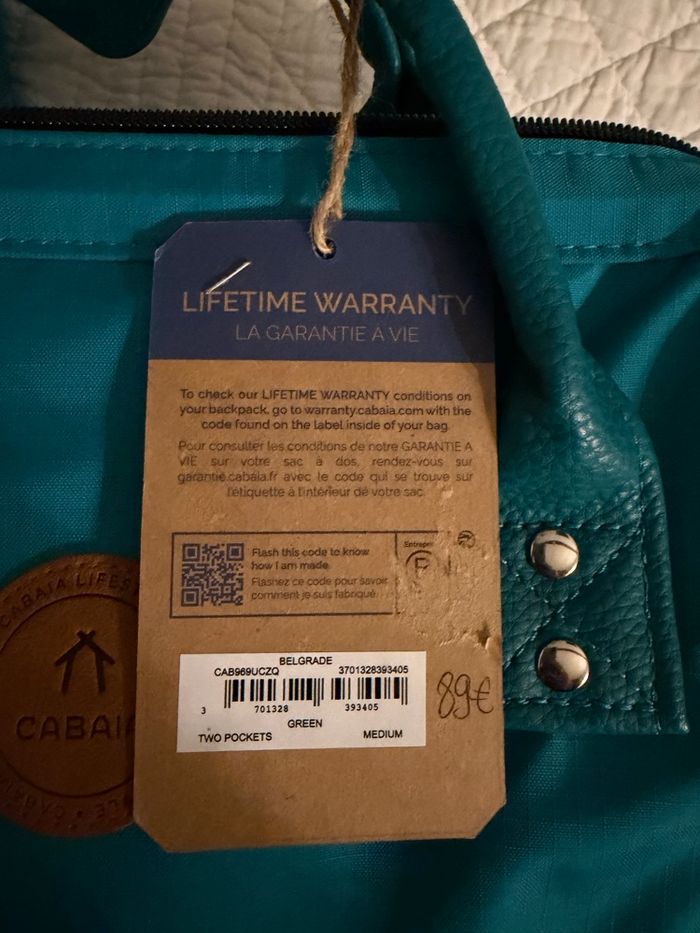 LIFETIME WARRANTY
LA GARANTIE À VIE
To check our LIFETIME WARRANTY conditions on
your backpack, go to warranty.cabaia.com with the
code found on the label inside of your bag.
Pour consulter les conditions de notre GARANTIE À
VIE sur votre sac à dos, rendez-vous sur
garantie.cabaia.fr avec le code qui se trouve sur
l'étiquette à l'intérieur de votre sac.
Flash this code to know
how I am made.
Flashez ce code pour savoir
comment je suis fabriqué.
BELGRADE
CAB969UCZQ 3701328393405
3 701328 393405
GREEN
TWO POCKETS MEDIUM
89€
CABAIA